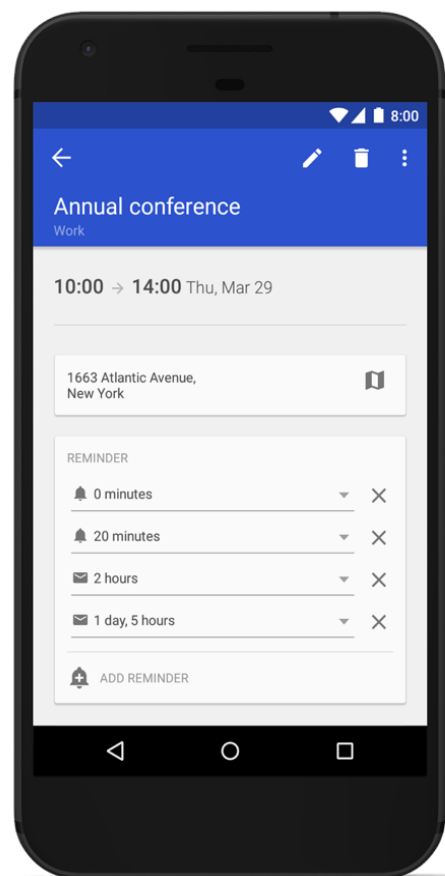 8:00
Annual conference
Work
10:00 → 14:00 Thu, Mar 29
1663 Atlantic Avenue,
New York
REMINDER
0 minutes
20 minutes
2 hours
1 day, 5 hours
ADD REMINDER